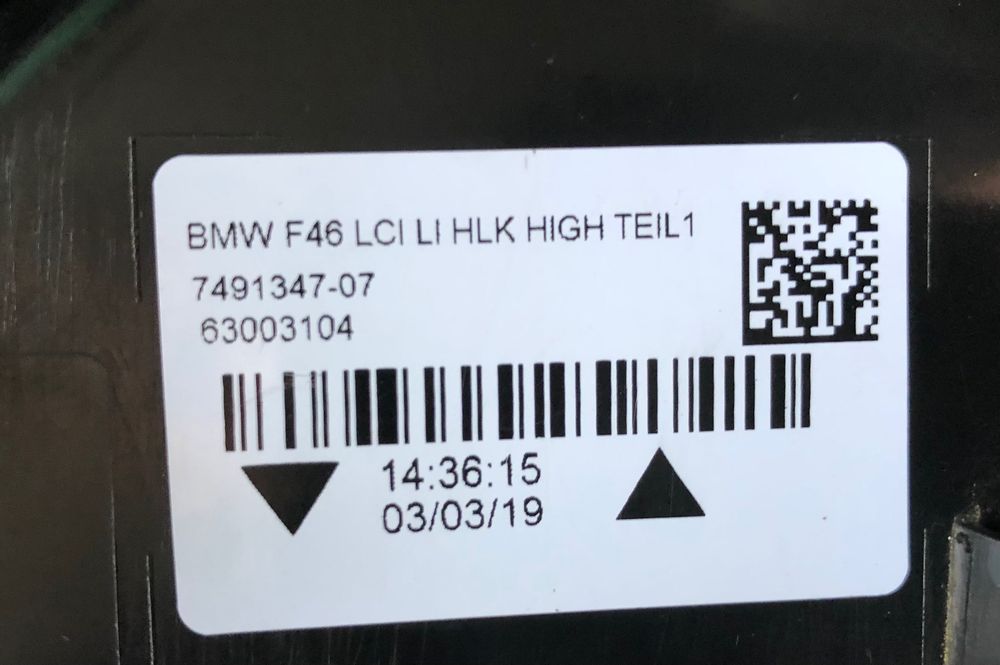 BMW F46 LCI LI HLK HIGH TEIL1
7491347-07
63003104
14:36:15
03/03/19